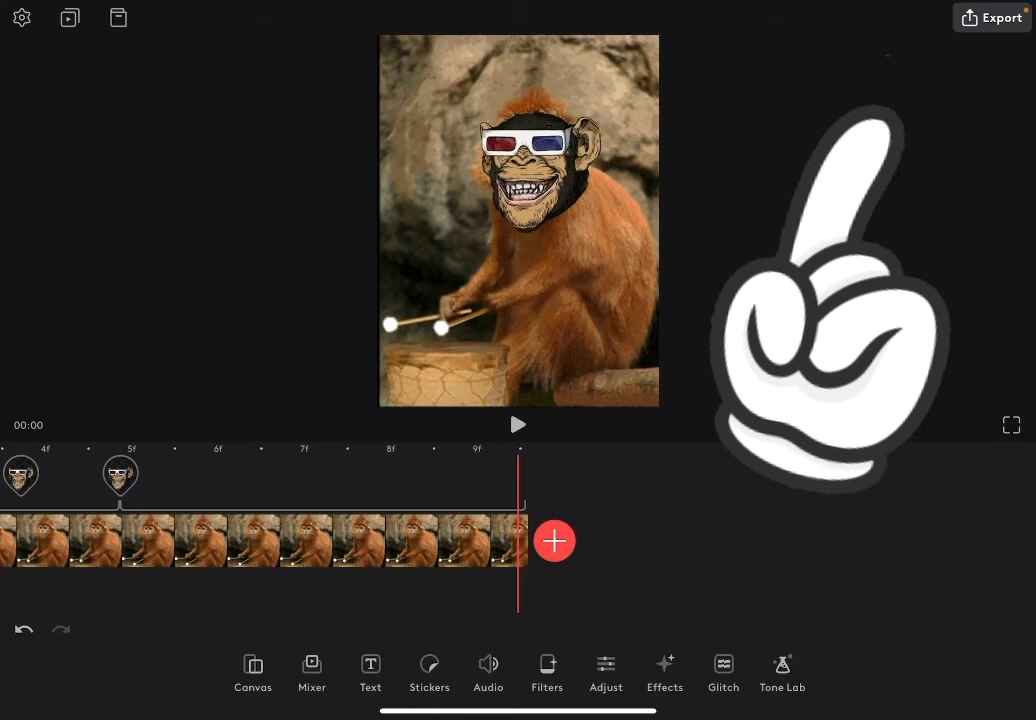 Export
00:00
4f 5f 6f 7f 8f 9f
Canvas Mixer Text Stickers Audio Filters Adjust Effects Glitch Tone Lab